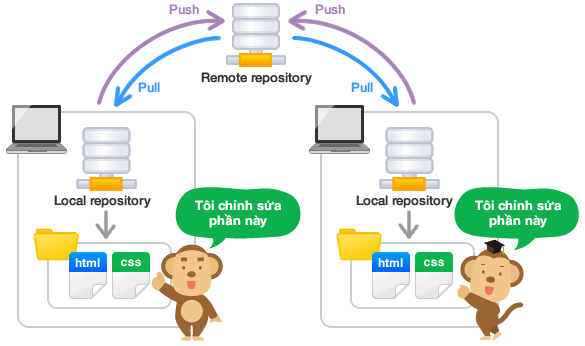 Push
Push
Remote repository
Pull
Pull
Local repository
Tôi chỉnh sửa
phần này
html
css
Local repository
Tôi chỉnh sửa
phần này
html
css